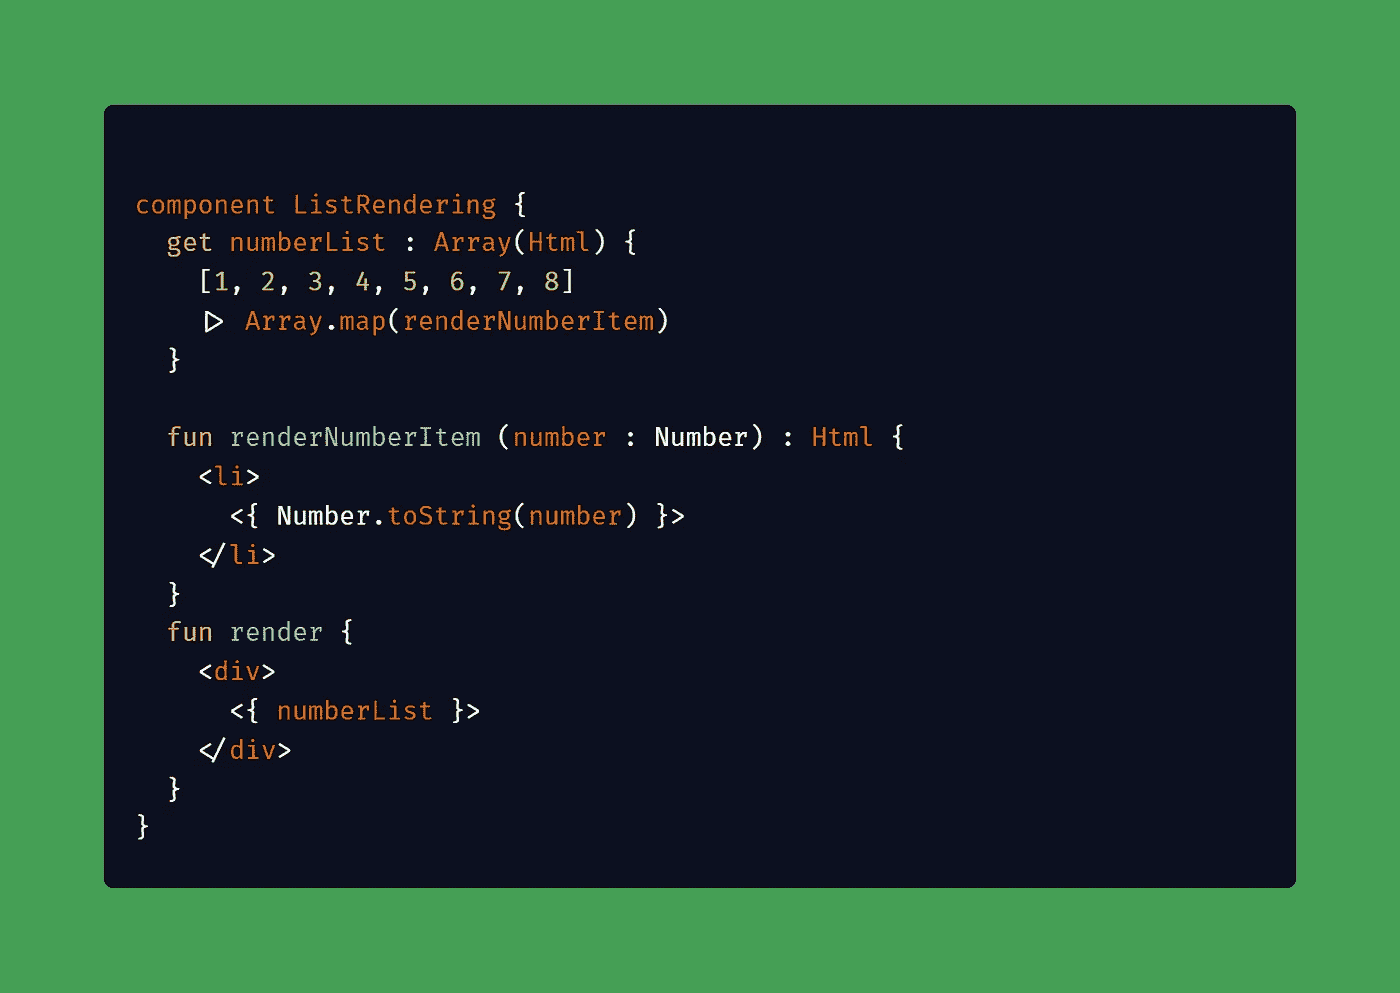 component ListRendering {
  get numberList : Array(Html) {
    [1, 2, 3, 4, 5, 6, 7, 8]
    |> Array.map(renderNumberItem)
  }

  fun renderNumberItem (number : Number) : Html {
    <li>
      <{ Number.toString(number) }>
    </li>
  }
  fun render {
    <div>
      <{ numberList }>
    </div>
  }
}